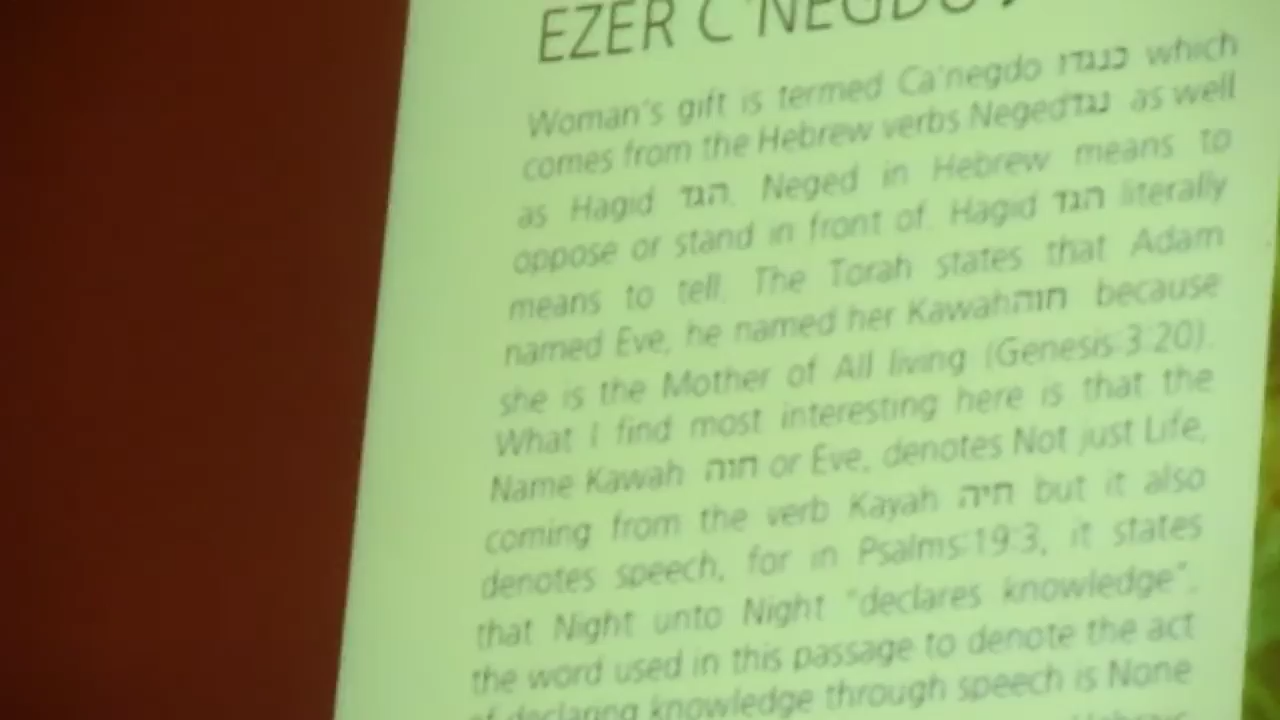 EZER C'NEGDO
Woman's gift is termed Ca'negdo כנגדו which
comes from the Hebrew verbs Negedנגד as well
as Hagid הגד. Neged in Hebrew means to
oppose or stand in front of. Hagid הגד literally
means to tell. The Torah states that Adam
named Eve, he named her Kawahחוה because
she is the Mother of All living (Genesis:3:20).
What I find most interesting here is that the
Name Kawah חוה or Eve, denotes Not just Life,
coming from the verb Kayah חיה but it also
denotes speech, for in Psalms:19:3, it states
that Night unto Night "declares knowledge".
the word used in this passage to denote the act
of declaring knowledge through speech is None